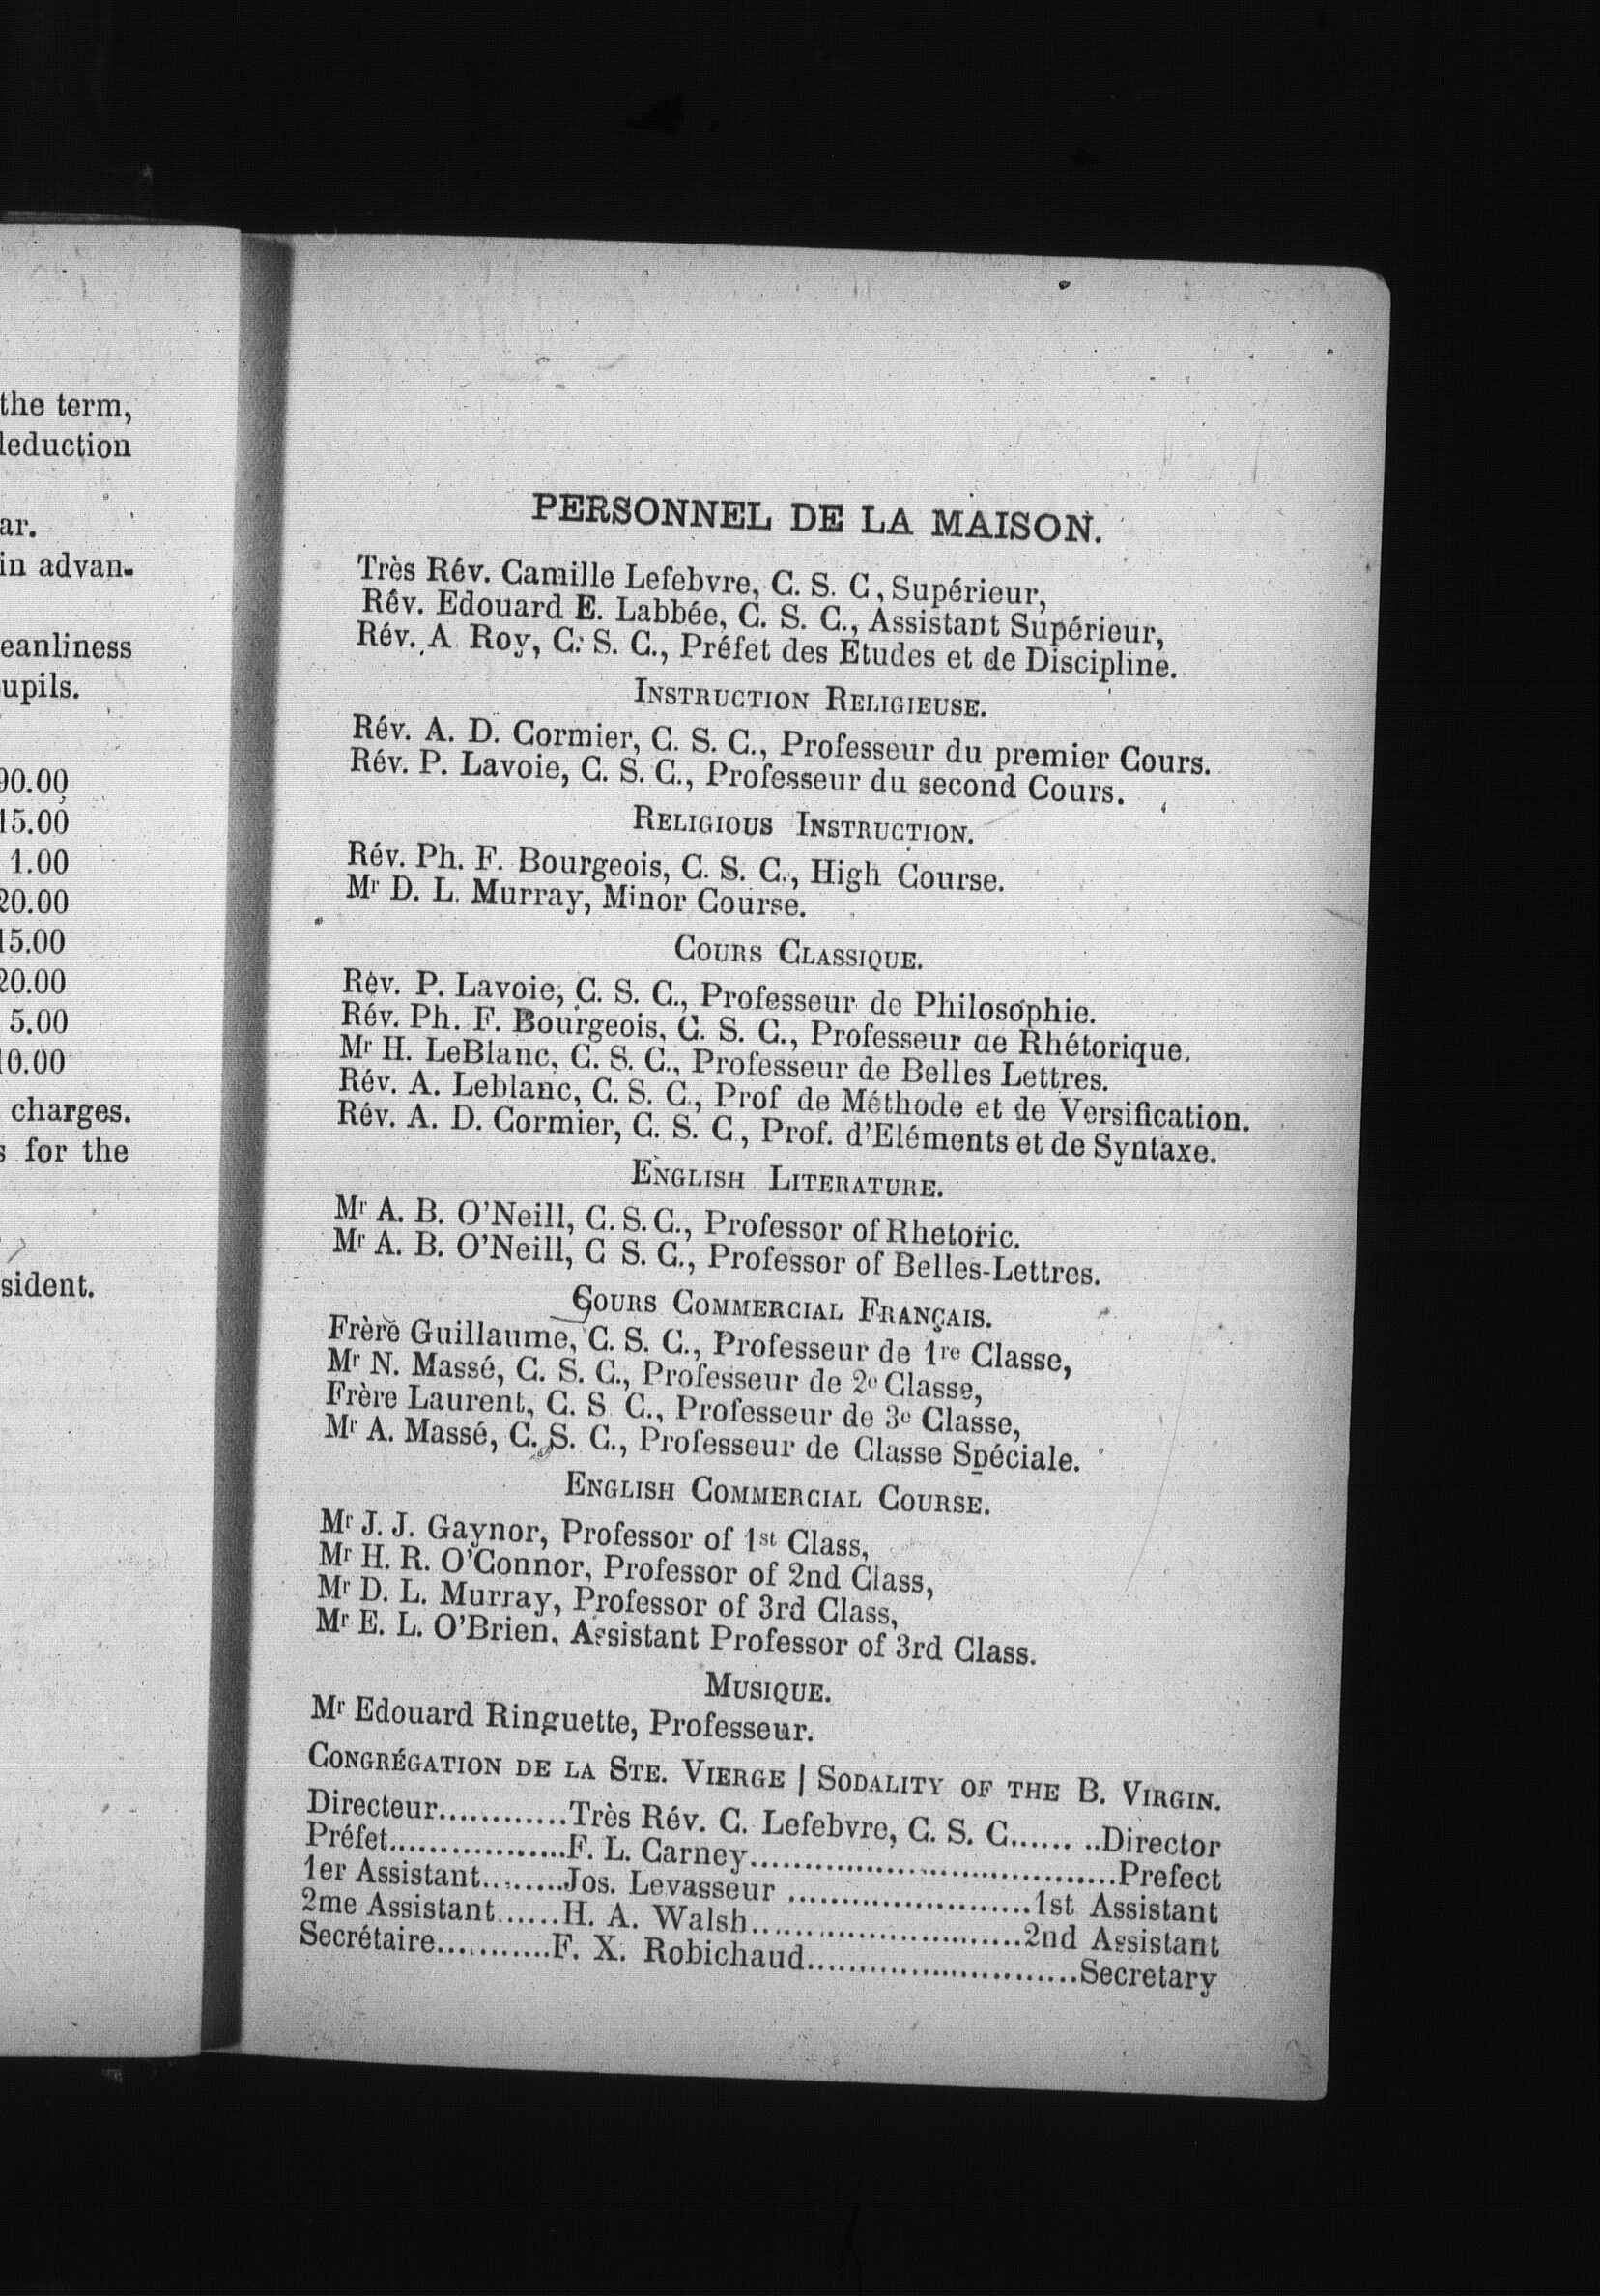 the term,
leduction
ar.
in advan-
eanliness
upils.
90.00
15.00
1.00
20.00
15.00
20.00
5.00
10.00
charges.
s for the
sident.
PERSONNEL DE LA MAISON.
Très Rév. Camille Lefebvre, C. S. C, Supérieur,
Rév. Edouard E. Labbée, C. S. C., Assistant Supérieur,
Rév. A Roy, C. S. C., Préfet des Etudes et de Discipline.
INSTRUCTION RELIGIEUSE.
Rév. A. D. Cormier, C. S. C., Professeur du premier Cours.
Rév. P. Lavoie, C. S. C., Professeur du second Cours.
RELIGIOUS INSTRUCTION.
Rév. Ph. F. Bourgeois, C. S. C., High Course.
Mr D. L. Murray, Minor Course.
COURS CLASSIQUE.
Rév. P. Lavoie, C. S. C., Professeur de Philosophie.
Rév. Ph. F. Bourgeois, C. S. C., Professeur de Rhétorique.
Mr H. LeBlanc, C. S. C., Professeur de Belles Lettres.
Rév. A. Leblanc, C. S. C., Prof de Méthode et de Versification.
Rév. A. D. Cormier, C. S. C, Prof. d'Eléments et de Syntaxe.
ENGLISH LITERATURE.
Mr A. B. O'Neill, C. S. C., Professor of Rhetoric.
Mr A. B. O'Neill, C S. C., Professor of Belles-Lettres.
COURS COMMERCIAL FRANÇAIS.
Frère Guillaume, C. S. C., Professeur de 1re Classe,
Mr N. Massé, C. S. C., Professeur de 2e Classe,
Frère Laurent, C. S C., Professeur de 3e Classe,
Mr A. Massé, C. S. C., Professeur de Classe Spéciale.
ENGLISH COMMERCIAL COURSE.
Mr J. J. Gaynor, Professor of 1st Class,
Mr H. R. O'Connor, Professor of 2nd Class,
Mr D. L. Murray, Professor of 3rd Class,
Mr E. L. O'Brien, Assistant Professor of 3rd Class.
MUSIQUE.
Mr Edouard Ringuette, Professeur.
CONGRÉGATION DE LA STE. VIERGE | SODALITY OF THE B. VIRGIN.
Directeur............Très Rév. C. Lefebvre, C. S. C...... ..Director
Préfet.................F. L. Carney..................................Prefect
1er Assistant.........Jos. Levasseur .......................1st Assistant
2me Assistant......H. A. Walsh..........................2nd Assistant
Secrétaire...........F. X. Robichaud..........................Secretary